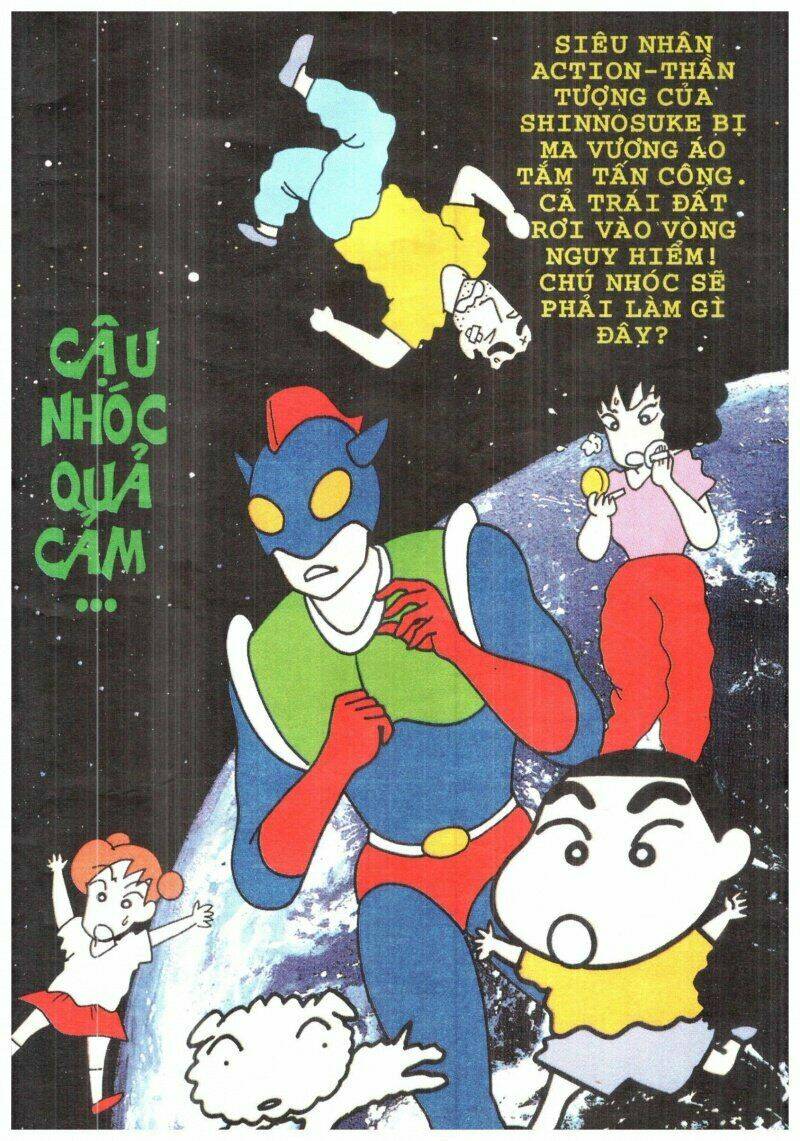 SIÊU NHÂN
ACTION-THẦN
TƯỢNG CỦA
SHINNOSUKE BỊ
MA VƯƠNG ÁO
TẮM TẤN CÔNG.
CẢ TRÁI ĐẤT
RƠI VÀO VÒNG
NGUY HIỂM!
CHÚ NHÓC SẼ
PHẢI LÀM GÌ
ĐÂY?
CẬU
NHÓC
QUẢ
CẢM
...